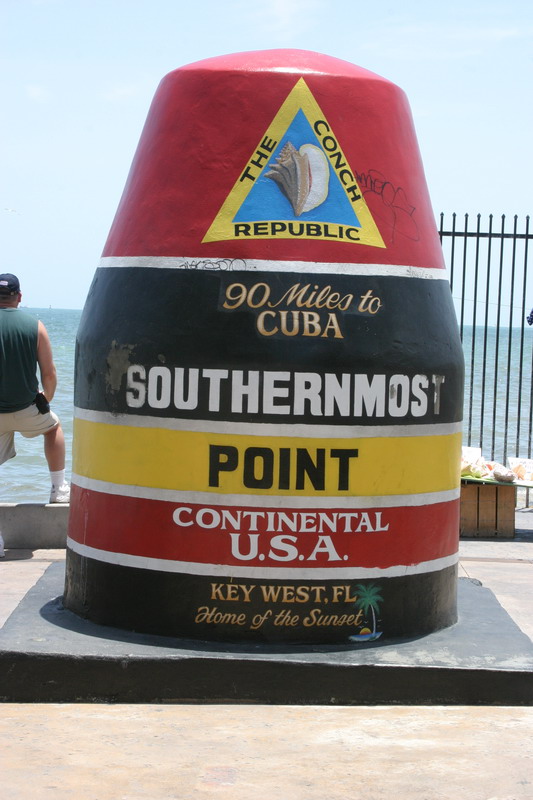 THE CONCH
REPUBLIC
90 Miles to
CUBA
SOUTHERNMOST
POINT
CONTINENTAL
U.S.A.
KEY WEST, FL
Home of the Sunset